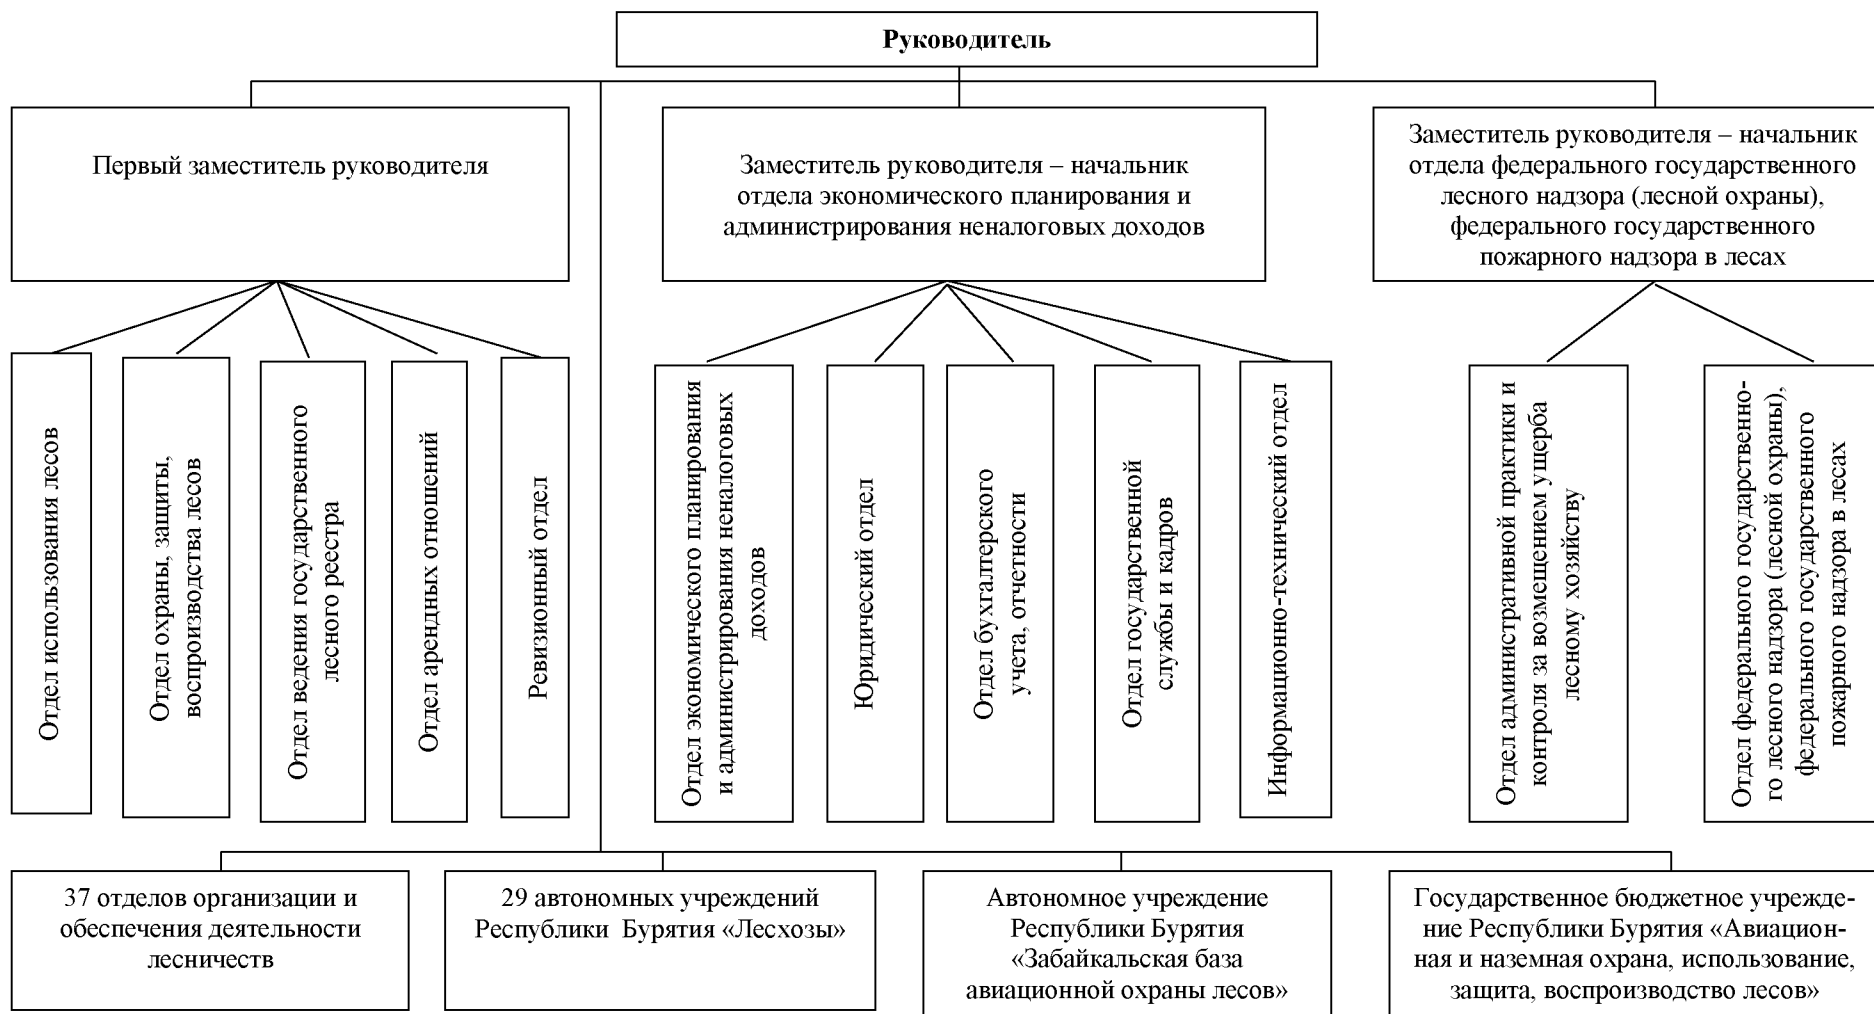 Руководитель
Первый заместитель руководителя
Заместитель руководителя – начальник
отдела экономического планирования и
администрирования неналоговых доходов
Заместитель руководителя – начальник
отдела федерального государственного
лесного надзора (лесной охраны),
федерального государственного
пожарного надзора в лесах
Отдел использования лесов
Отдел охраны, защиты,
воспроизводства лесов
Отдел ведения государственного
лесного реестра
Отдел арендных отношений
Ревизионный отдел
Отдел экономического планирования
и администрирования неналоговых
доходов
Юридический отдел
Отдел бухгалтерского
учета, отчетности
Отдел государственной
службы и кадров
Информационно-технический отдел
Отдел административной практики и
контроля за возмещением ущерба
лесному хозяйству
Отдел федерального государственно-
го лесного надзора (лесной охраны),
федерального государственного
пожарного надзора в лесах
37 отделов организации и
обеспечения деятельности
лесничеств
29 автономных учреждений
Республики Бурятия «Лесхозы»
Автономное учреждение
Республики Бурятия
«Забайкальская база
авиационной охраны лесов»
Государственное бюджетное учрежде-
ние Республики Бурятия «Авиацион-
ная и наземная охрана, использование,
защита, воспроизводство лесов»